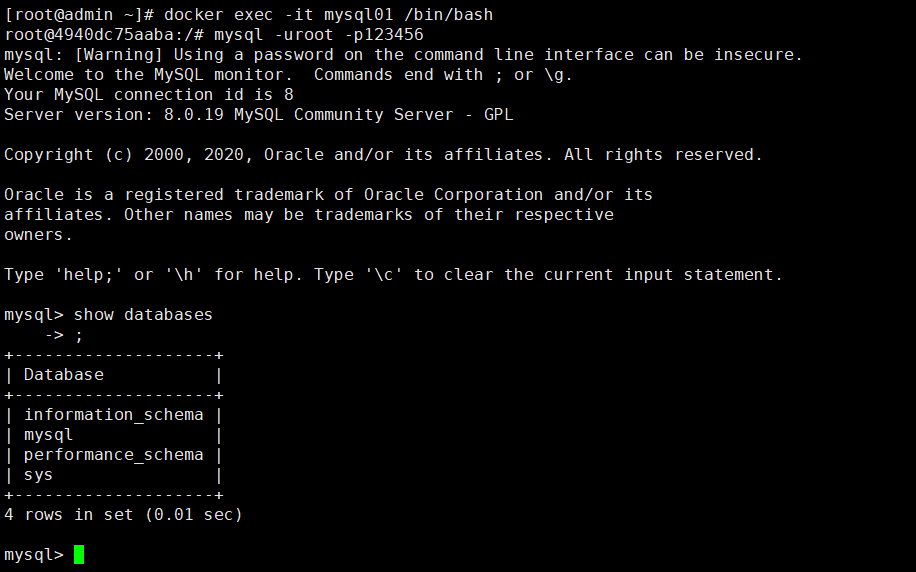 [root@admin ~]# docker exec -it mysql01 /bin/bash
root@4940dc75aaba:/# mysql -uroot -p123456
mysql: [Warning] Using a password on the command line interface can be insecure.
Welcome to the MySQL monitor.  Commands end with ; or \g.
Your MySQL connection id is 8
Server version: 8.0.19 MySQL Community Server - GPL

Copyright (c) 2000, 2020, Oracle and/or its affiliates. All rights reserved.

Oracle is a registered trademark of Oracle Corporation and/or its
affiliates. Other names may be trademarks of their respective
owners.

Type 'help;' or '\h' for help. Type '\c' to clear the current input statement.

mysql> show databases
    -> ;
+--------------------+
| Database           |
+--------------------+
| information_schema |
| mysql              |
| performance_schema |
| sys                |
+--------------------+
4 rows in set (0.01 sec)

mysql>